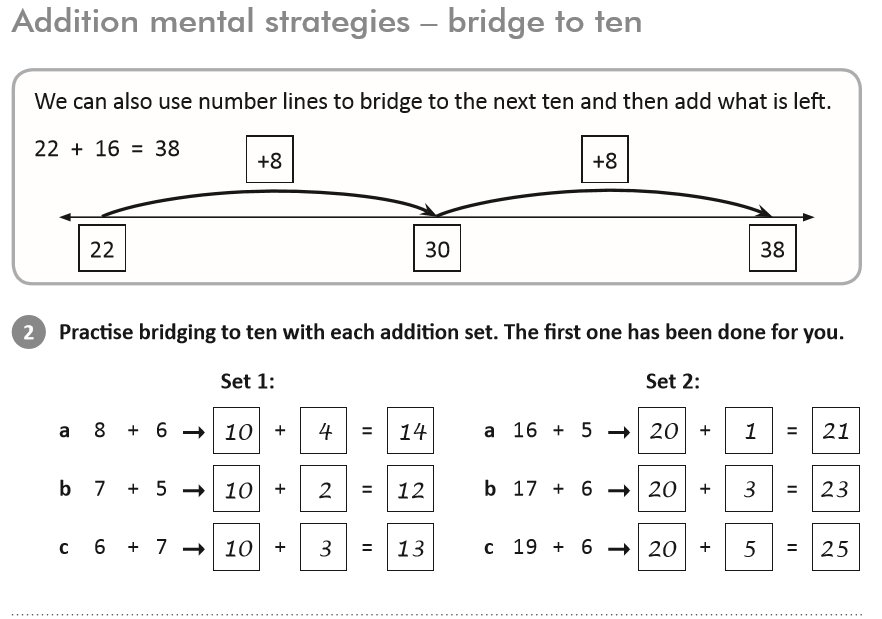 Addition mental strategies – bridge to ten
We can also use number lines to bridge to the next ten and then add what is left.
22 + 16 = 38
+8 +8
22 30 38
2 Practise bridging to ten with each addition set. The first one has been done for you.
Set 1: Set 2:
a 8 + 6 → 10 + 4 = 14 a 16 + 5 → 20 + 1 = 21
b 7 + 5 → 10 + 2 = 12 b 17 + 6 → 20 + 3 = 23
c 6 + 7 → 10 + 3 = 13 c 19 + 6 → 20 + 5 = 25